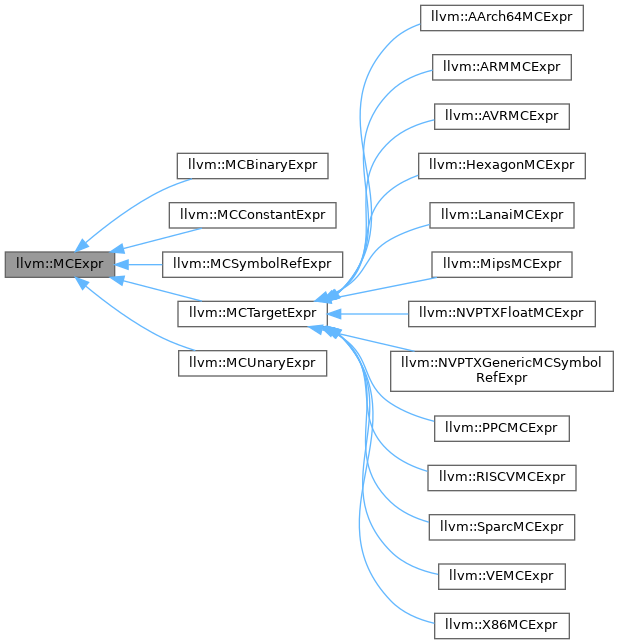 llvm::MCExpr
llvm::MCBinaryExpr
llvm::MCConstantExpr
llvm::MCSymbolRefExpr
llvm::MCTargetExpr
llvm::MCUnaryExpr
llvm::AArch64MCExpr
llvm::ARMMCExpr
llvm::AVRMCExpr
llvm::HexagonMCExpr
llvm::LanaiMCExpr
llvm::MipsMCExpr
llvm::NVPTXFloatMCExpr
llvm::NVPTXGenericMCSymbol
RefExpr
llvm::PPCMCExpr
llvm::RISCVMCExpr
llvm::SparcMCExpr
llvm::VEMCExpr
llvm::X86MCExpr